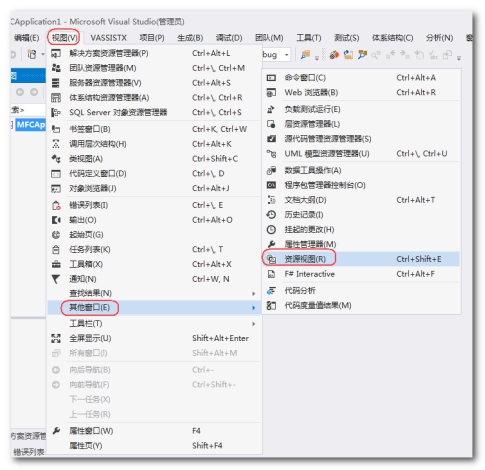 CApplication1 - Microsoft Visual Studio(管理员)
编辑(E) 视图(V) VASSISTX 项目(P) 生成(B) 调试(D) 团队(M) 工具(T) 测试(S) 体系结构(C) 分析(N)
bug
解决方案资源管理器(P) Ctrl+Alt+L
团队资源管理器(M) Ctrl+\, Ctrl+M
服务器资源管理器(V) Ctrl+Alt+S
体系结构资源管理器(A) Ctrl+\, Ctrl+R
SQL Server 对象资源管理器 Ctrl+\, Ctrl+S
书签窗口(B) Ctrl+K, Ctrl+W
调用层次结构(H) Ctrl+Alt+K
类视图(A) Ctrl+Shift+C
代码定义窗口(D) Ctrl+\, D
对象浏览器(J) Ctrl+Alt+J
错误列表(I) Ctrl+\, E
输出(O) Ctrl+Alt+O
起始页(G)
任务列表(K) Ctrl+\, T
工具箱(X) Ctrl+Alt+X
通知(N) Ctrl+W, N
查找结果(N)
其他窗口(E)
工具栏(T)
全屏显示(U) Shift+Alt+Enter
所有窗口(I) Shift+Alt+M
向后导航(B) Ctrl+-
向前导航(F) Ctrl+Shift+-
下一任务(X)
上一任务(R)
属性窗口(W) F4
属性页(Y) Shift+F4
命令窗口(C) Ctrl+Alt+A
Web 浏览器(B) Ctrl+Alt+R
负载测试运行(E)
层资源管理器(L)
源代码管理资源管理器(S)
UML 模型资源管理器(U) Ctrl+\, Ctrl+U
数据工具操作(A)
程序包管理器控制台(O)
文档大纲(D) Ctrl+Alt+T
历史记录(I)
挂起的更改(H)
属性管理器(M)
资源视图(R) Ctrl+Shift+E
F# Interactive Ctrl+Alt+F
代码分析
代码度量值结果(M)
索>
MFCAp
方案资源管
错误列表